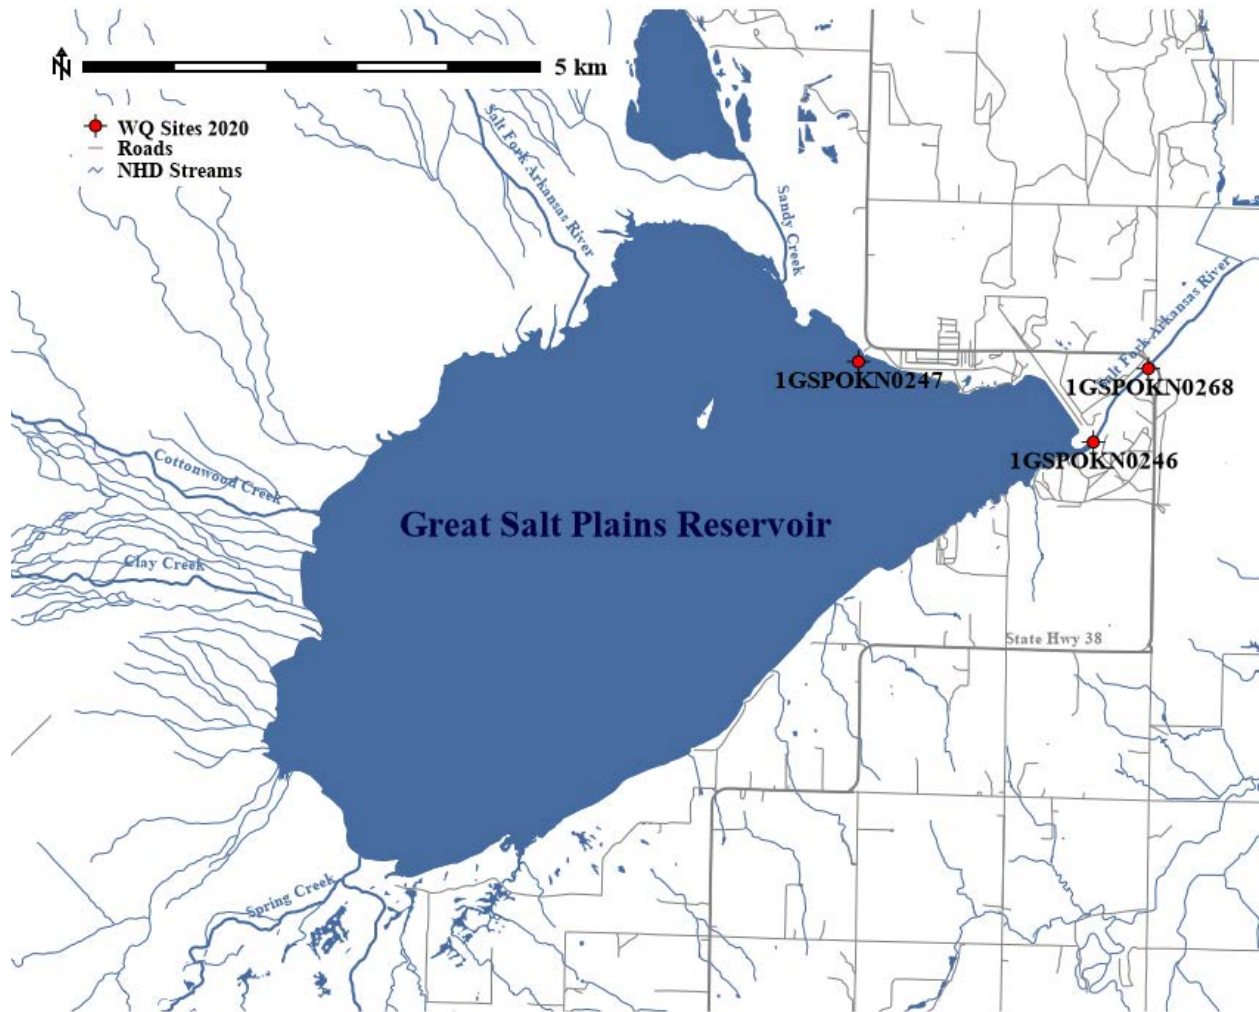 N
5 km
WQ Sites 2020
Roads
NHD Streams
Salt Fork Arkansas River
Sandy Creek
Salt Fork Arkansas River
1GSPOKN0247
1GSPOKN0268
1GSPOKN0246
Cottonwood Creek
Great Salt Plains Reservoir
Clay Creek
State Hwy 38
Spring Creek